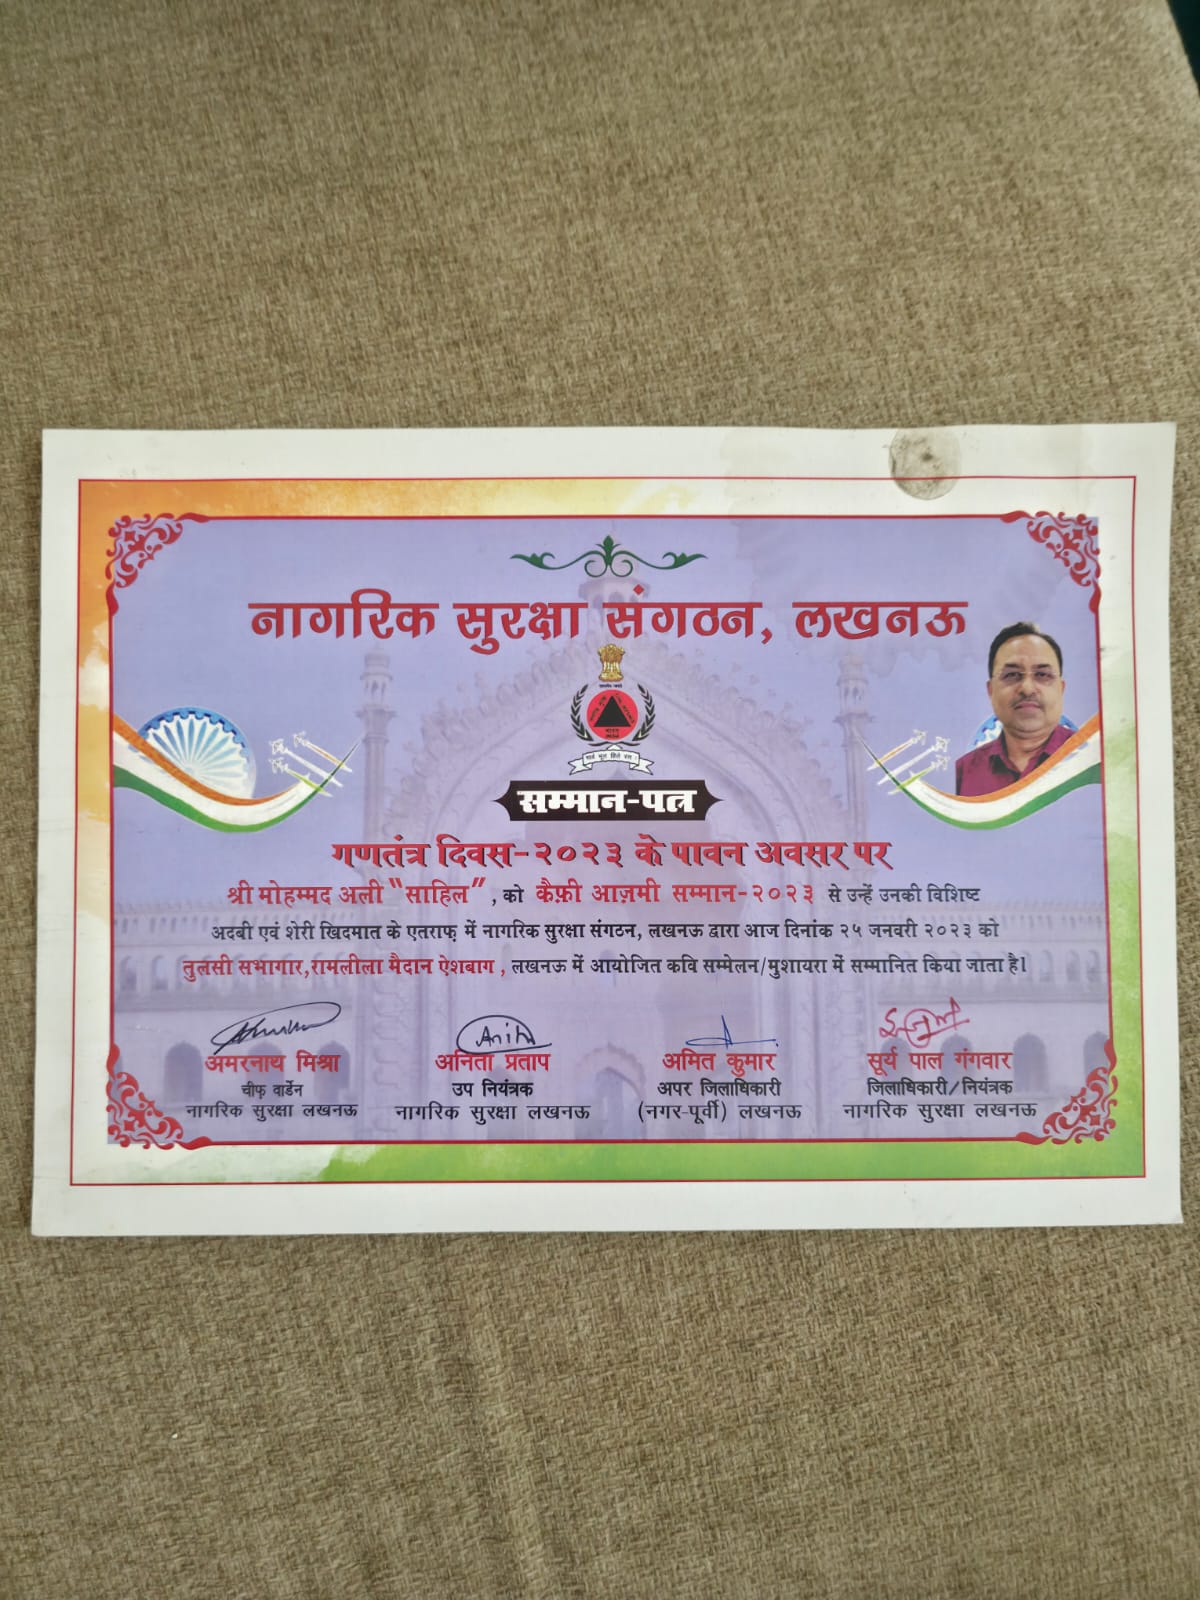 नागरिक सुरक्षा संगठन, लखनऊ
सम्मान-पत्र
गणतंत्र दिवस-२०२३ के पावन अवसर पर
श्री मोहम्मद अली "साहिल", को कैफ़ी आज़मी सम्मान-२०२३ से उन्हें उनकी विशिष्ट
अदबी एवं शेरी खिदमात के एतराफ़ में नागरिक सुरक्षा संगठन, लखनऊ द्वारा आज दिनांक २५ जनवरी २०२३ को
तुलसी सभागार,रामलीला मैदान ऐशबाग , लखनऊ में आयोजित कवि सम्मेलन/मुशायरा में सम्मानित किया जाता है।
Anita
अमरनाथ मिश्रा अनिता प्रताप अमित कुमार सूर्य पाल गंगवार
चीफ़ वार्डेन उप नियंत्रक अपर जिलाधिकारी जिलाधिकारी/नियंत्रक
नागरिक सुरक्षा लखनऊ नागरिक सुरक्षा लखनऊ (नगर-पूर्वी) लखनऊ नागरिक सुरक्षा लखनऊ